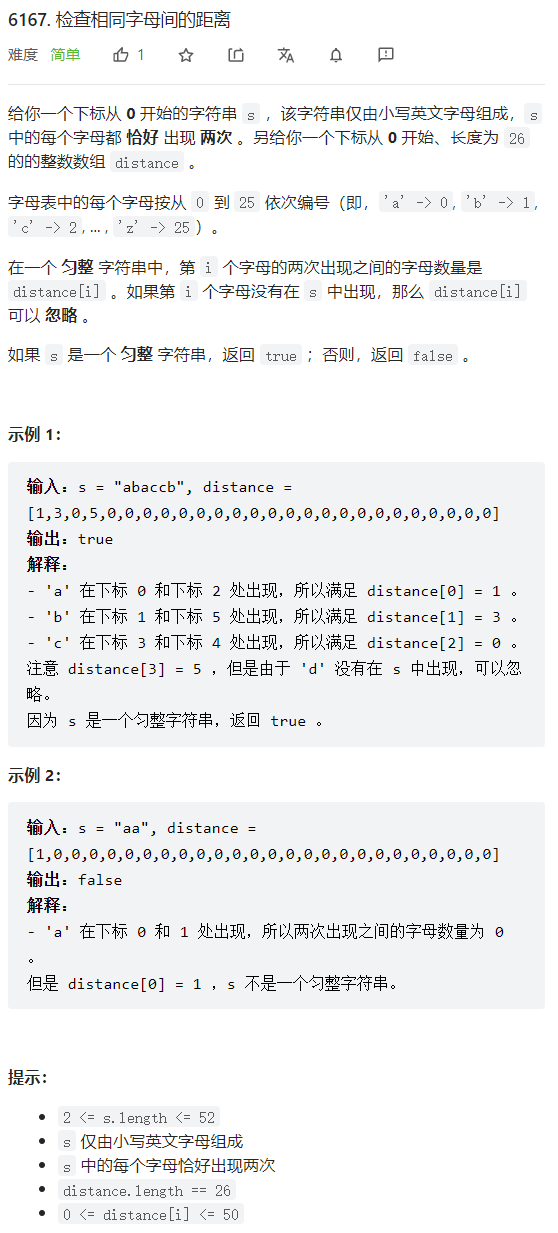 6167. 检查相同字母间的距离
难度 简单 1
给你一个下标从 0 开始的字符串 s ，该字符串仅由小写英文字母组成，s
中的每个字母都 恰好 出现 两次 。另给你一个下标从 0 开始、长度为 26
的的整数数组 distance 。
字母表中的每个字母按从 0 到 25 依次编号（即，'a' -> 0, 'b' -> 1,
'c' -> 2, ... , 'z' -> 25）。
在一个 匀整 字符串中，第 i 个字母的两次出现之间的字母数量是
distance[i] 。如果第 i 个字母没有在 s 中出现，那么 distance[i]
可以 忽略 。
如果 s 是一个 匀整 字符串，返回 true ；否则，返回 false 。
示例 1：
输入：s = "abaccb", distance =
[1,3,0,5,0,0,0,0,0,0,0,0,0,0,0,0,0,0,0,0,0,0,0,0,0,0]
输出：true
解释：
- 'a' 在下标 0 和下标 2 处出现，所以满足 distance[0] = 1 。
- 'b' 在下标 1 和下标 5 处出现，所以满足 distance[1] = 3 。
- 'c' 在下标 3 和下标 4 处出现，所以满足 distance[2] = 0 。
注意 distance[3] = 5 ，但是由于 'd' 没有在 s 中出现，可以忽
略。
因为 s 是一个匀整字符串，返回 true 。
示例 2：
输入：s = "aa", distance =
[1,0,0,0,0,0,0,0,0,0,0,0,0,0,0,0,0,0,0,0,0,0,0,0,0,0]
输出：false
解释：
- 'a' 在下标 0 和 1 处出现，所以两次出现之间的字母数量为 0
。
但是 distance[0] = 1 ，s 不是一个匀整字符串。
提示：
• 2 <= s.length <= 52
• s 仅由小写英文字母组成
• s 中的每个字母恰好出现两次
• distance.length == 26
• 0 <= distance[i] <= 50